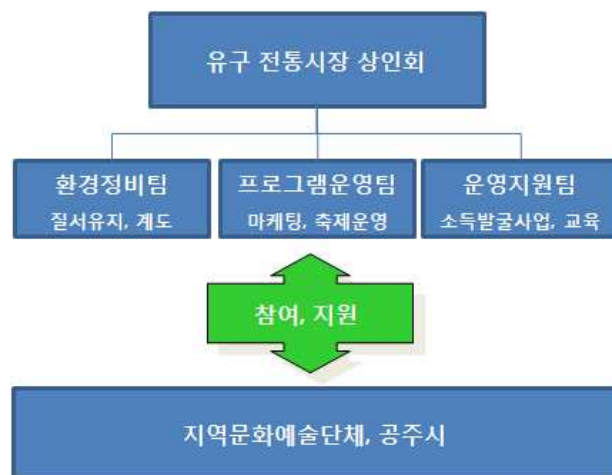 유구 전통시장 상인회
환경정비팀
질서유지, 계도
프로그램운영팀
마케팅, 축제운영
운영지원팀
소득발굴사업, 교육
참여, 지원
지역문화예술단체, 공주시